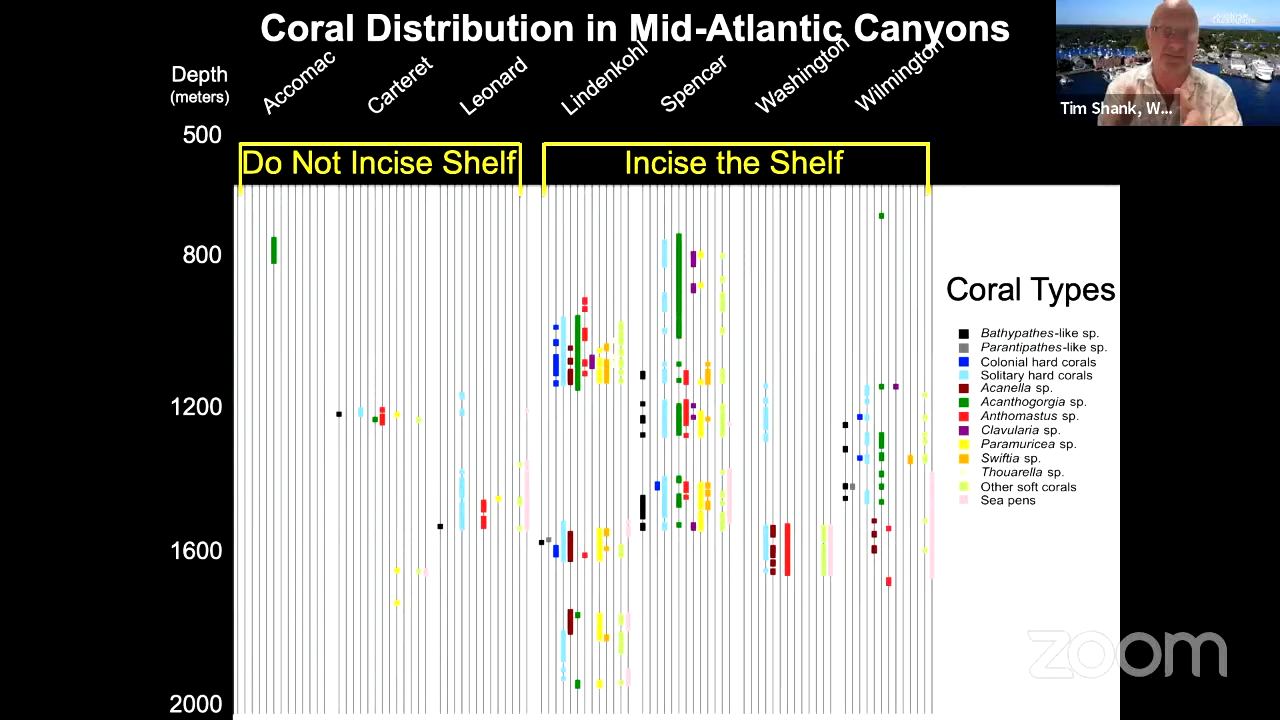 Coral Distribution in Mid-Atlantic Canyons
Depth
(meters)
Accomac
Carteret
Leonard
Lindenkohl
Spencer
Washington
Wilmington
Tim Shank, W...
500
Do Not Incise Shelf
Incise the Shelf
800
1200
1600
2000
Coral Types
Bathypathes-like sp.
Parantipathes-like sp.
Colonial hard corals
Solitary hard corals
Acanella sp.
Acanthogorgia sp.
Anthomastus sp.
Clavularia sp.
Paramuricea sp.
Swiftia sp.
Thouarella sp.
Other soft corals
Sea pens
zoom